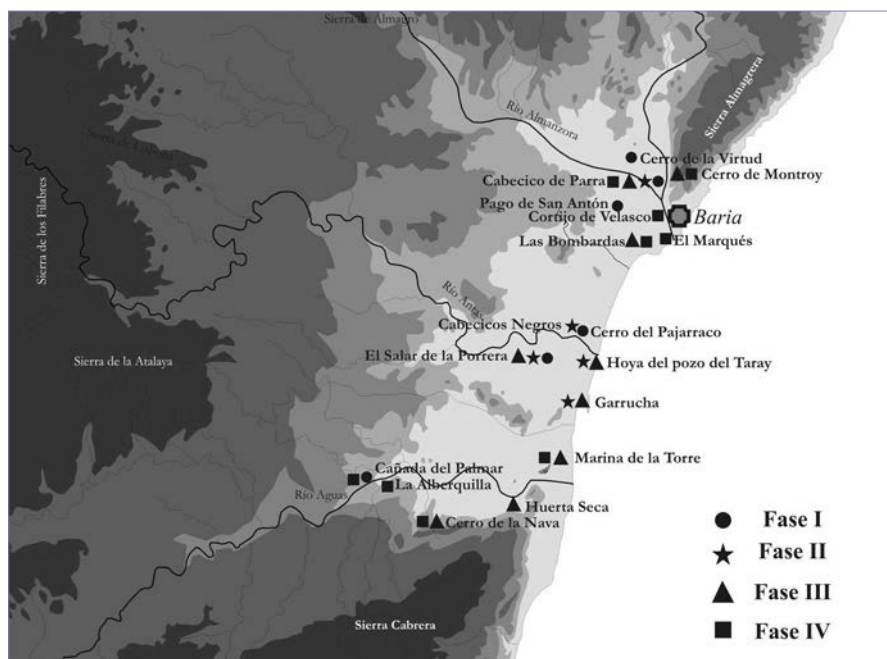 Sierra de Almagro
Río Almanzora
Sierra Almagrera
Cerro de la Virtud
Cabecico de Parra
Cerro de Montroy
Pago de San Antón
Cortijo de Velasco
Baria
Las Bombardas
El Marqués
Sierra de los Filabres
Río Antas
Cabecicos Negros
Cerro del Pajarraco
Sierra de la Atalaya
El Salar de la Porrera
Hoya del pozo del Taray
Garrucha
Marina de la Torre
Cañada del Palmar
La Alberquilla
Río Aguas
Huerta Seca
Cerro de la Nava
Sierra Cabrera
Fase I
Fase II
Fase III
Fase IV